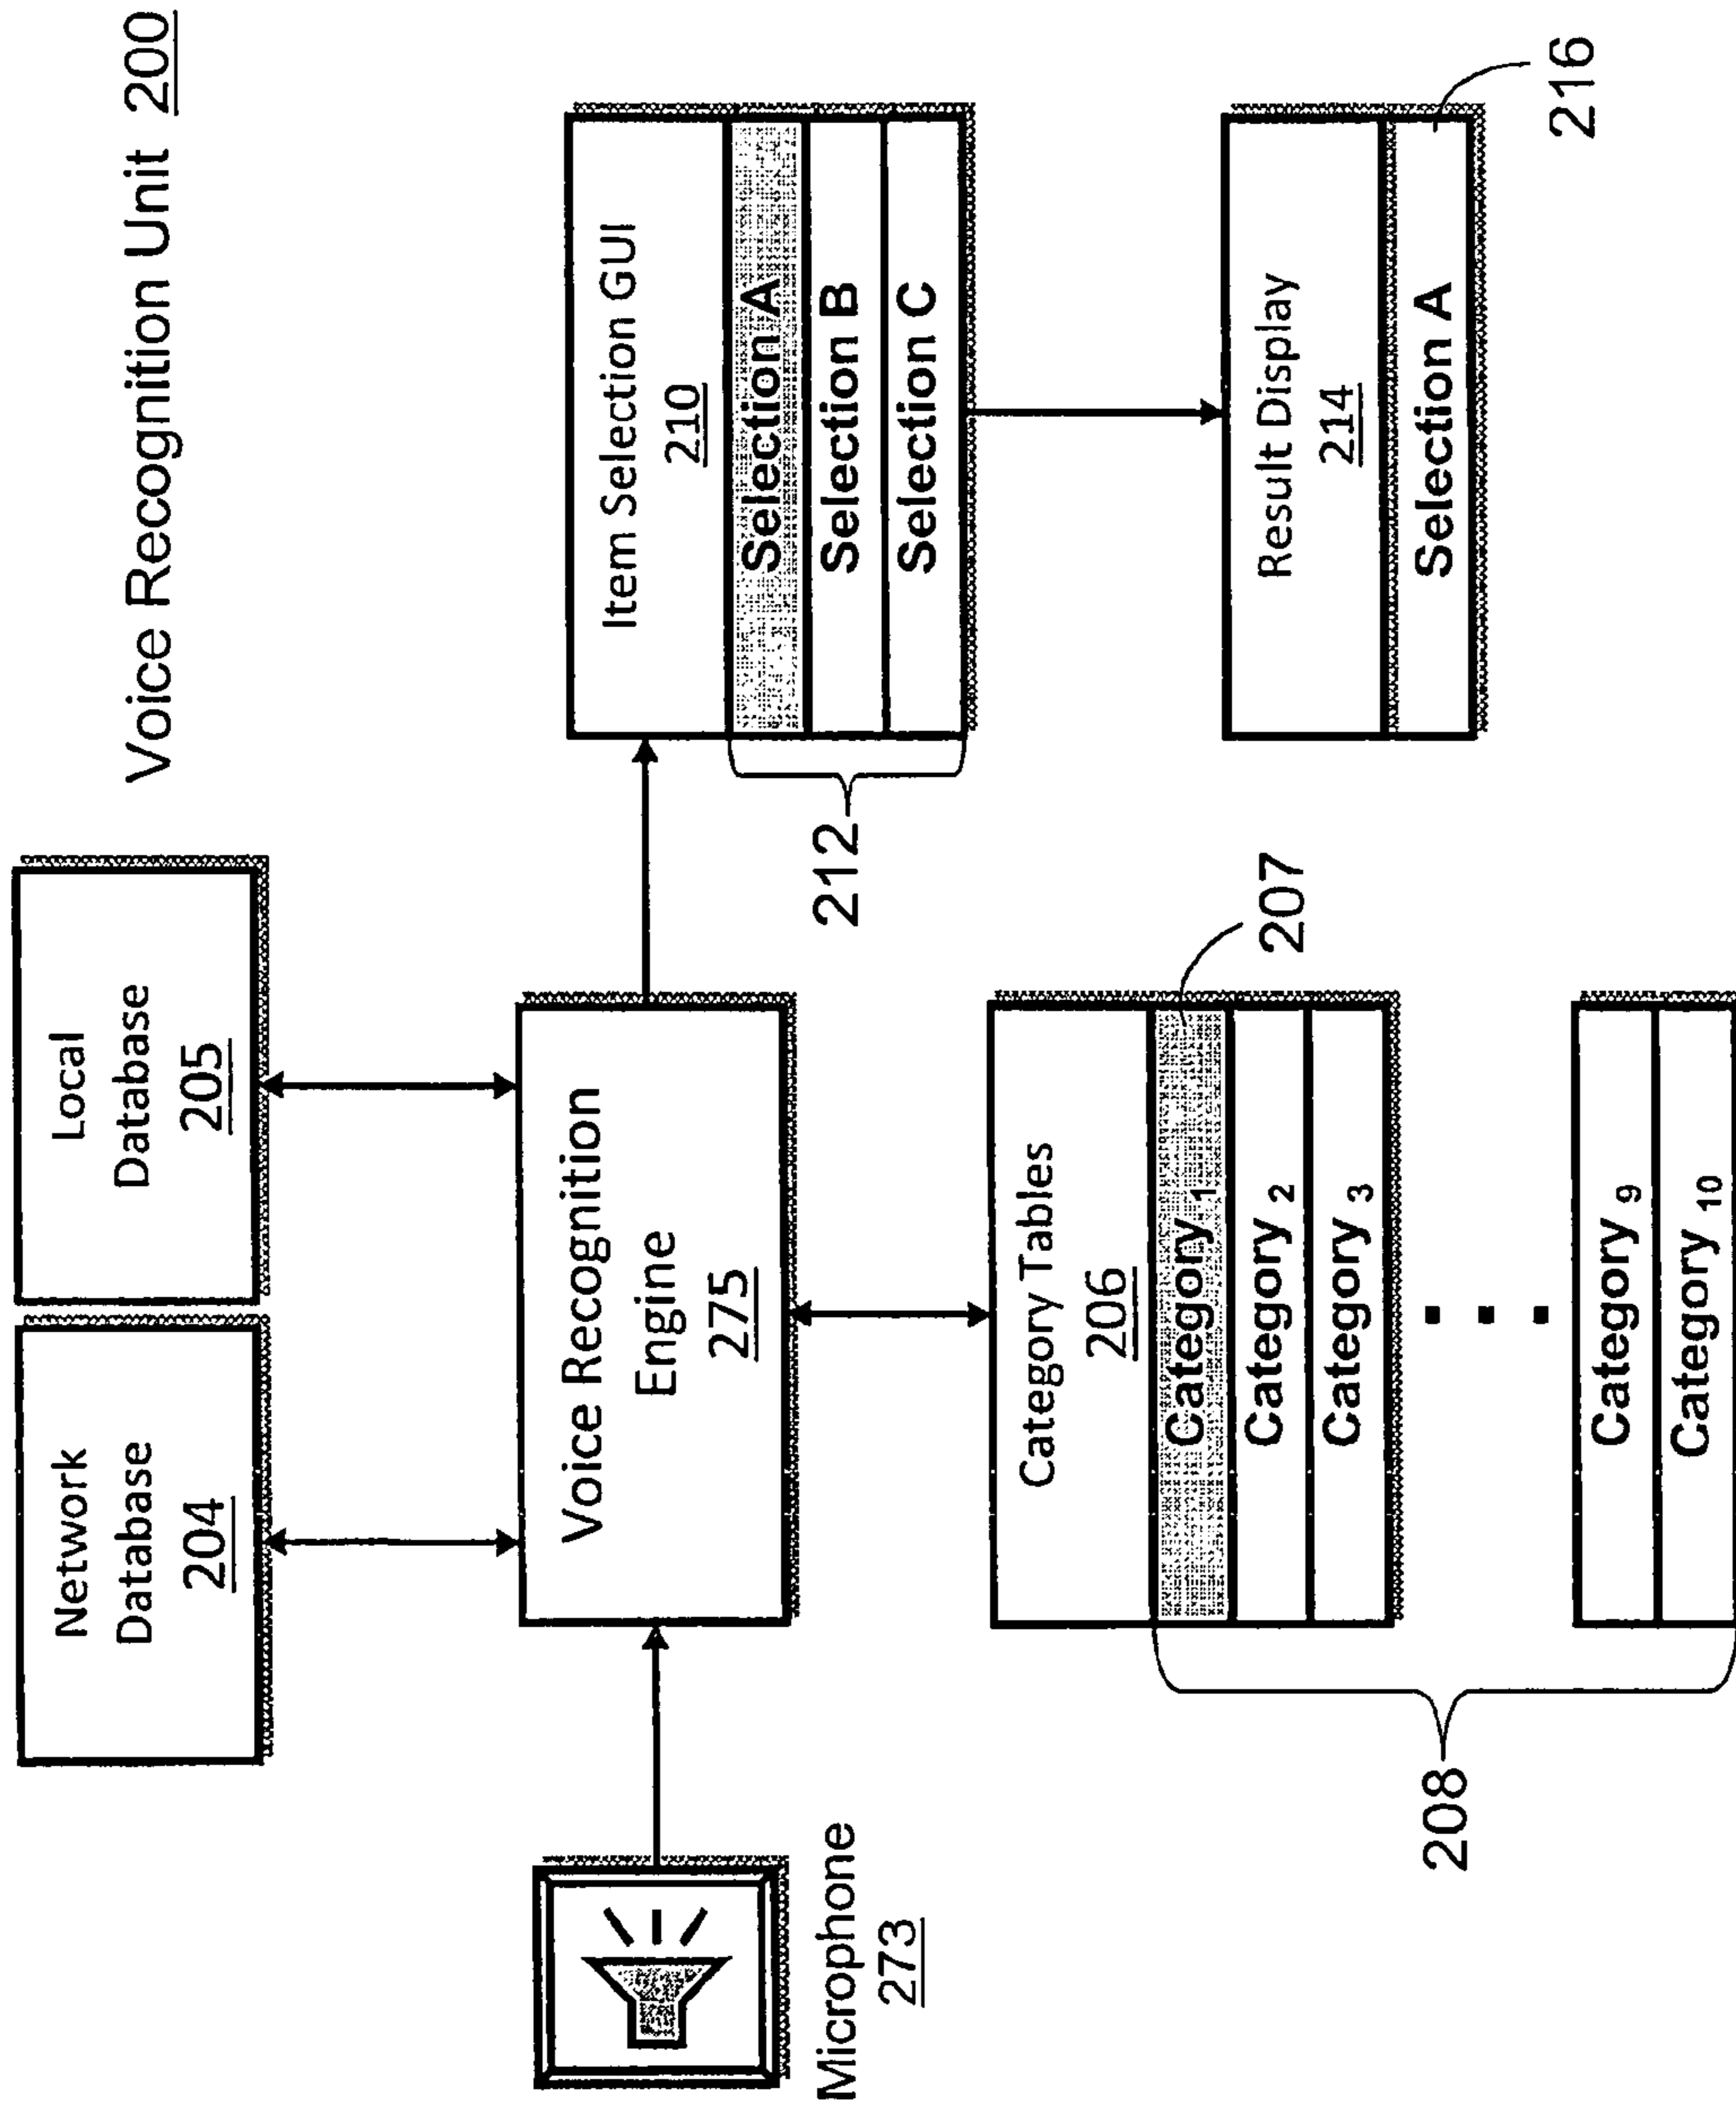 Voice Recognition Unit 200
Network
Database
204
Local
Database
205
Microphone
273
Voice Recognition
Engine
275
Item Selection GUI
210
Selection A
Selection B
Selection C
212
Category Tables
206
Category 1
Category 2
Category 3
207
Category 9
Category 10
208
Result Display
214
Selection A
216